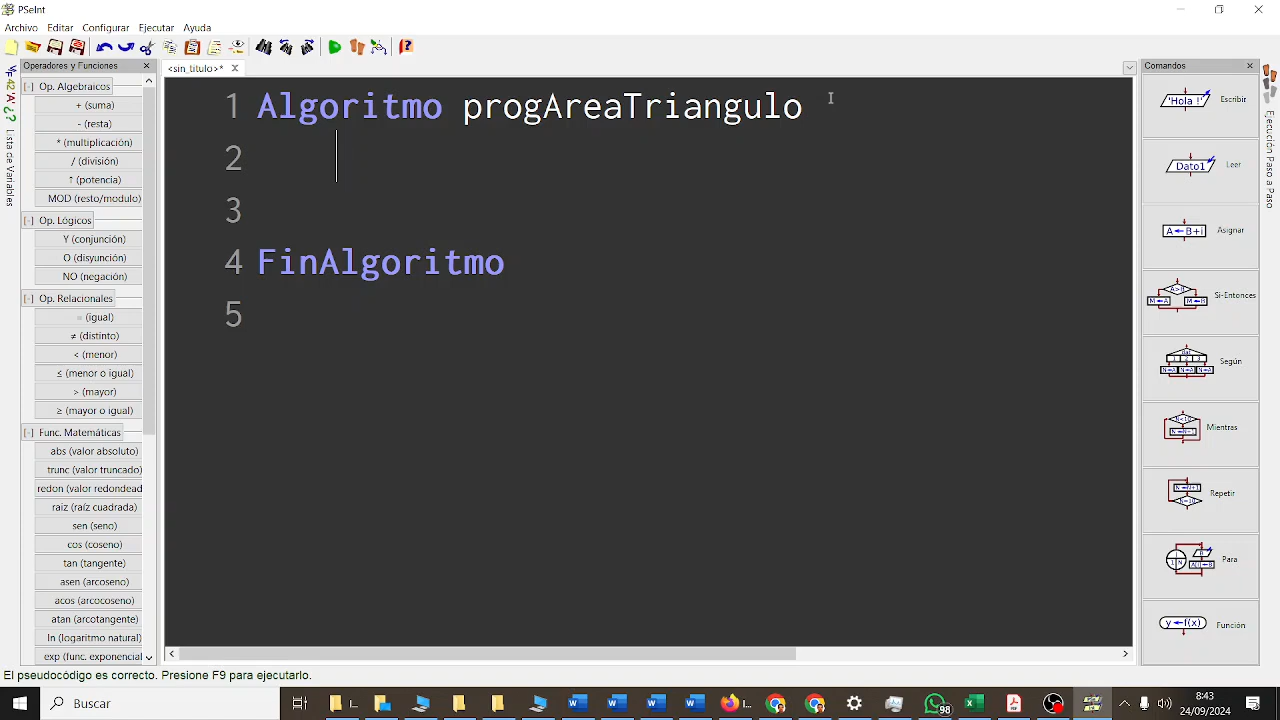 PSeInt
Archivo Editar Configurar Ejecutar Ayuda
Operadores y Funciones
<sin_titulo>*
Comandos
Lista de Variables
Op. Algebraicos
+ (suma)
- (resta)
* (multiplicación)
/ (división)
↑ (potencia)
MOD (resto/modulo)
Op. Lógicos
Y (conjunción)
O (disjunción)
NO (negación)
Op. Relacionales
= (igual)
≠ (distinto)
< (menor)
≤ (menor o igual)
> (mayor)
≥ (mayor o igual)
Func. Matemáticas
abs (valor absoluto)
trunc (valor truncado)
redon (valor redondead
raiz (raíz cuadrada)
sen (seno)
cos (coseno)
tan (tangente)
asen (arcoseno)
acos (arcocoseno)
atan (arcotangente)
ln (logaritmo natural)
exp (func. exponencial
1 Algoritmo progAreaTriangulo
2
3
4 FinAlgoritmo
5
'Hola !' Escribir
Dato1 Leer
A←B+i Asignar
Si-Entonces
Según
Mientras
Repetir
Para
y←f(x) Función
Ejecución Paso a Paso
El pseudocódigo es correcto. Presione F9 para ejecutarlo.
Buscar
98
8:43
24/09/2024